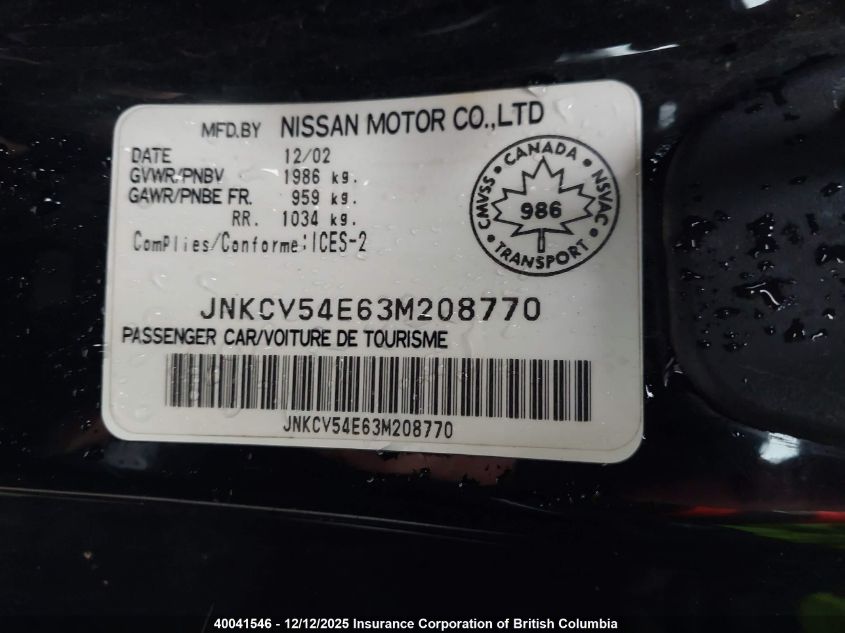 MFD.BY NISSAN MOTOR CO.,LTD
DATE 12/02
GVWR/PNBV 1986 kg.
GAWR/PNBE FR. 959 kg.
RR. 1034 kg.
ComPlies/Conforme:ICES-2
CANADA
CMVSS
986
NSVAC
TRANSPORT
JNKCV54E63M208770
PASSENGER CAR/VOITURE DE TOURISME
JNKCV54E63M208770
40041546 - 12/12/2025 Insurance Corporation of British Columbia